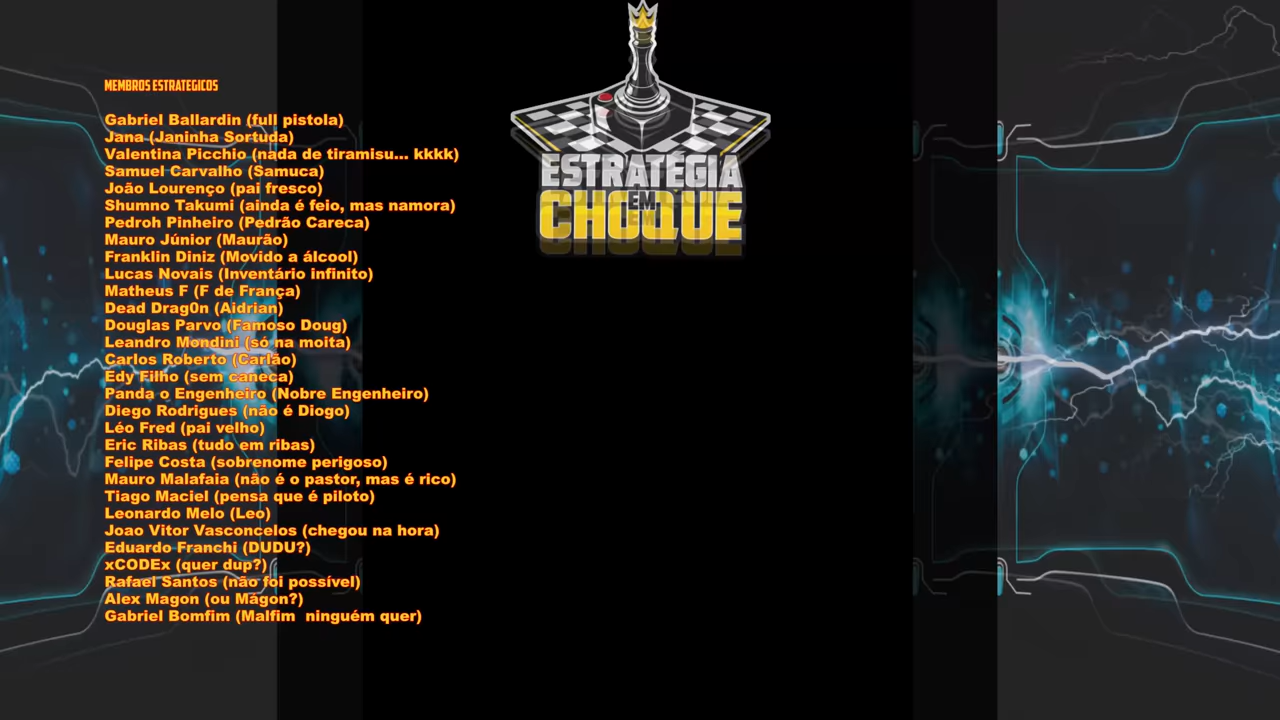 MEMBROS ESTRATEGICOS
Gabriel Ballardin (full pistola)
Jana (Janinha Sortuda)
Valentina Picchio (nada de tiramisu... kkkk)
Samuel Carvalho (Samuca)
João Lourenço (pai fresco)
Shumno Takumi (ainda é feio, mas namora)
Pedroh Pinheiro (Pedrão Careca)
Mauro Júnior (Maurão)
Franklin Diniz (Movido a álcool)
Lucas Novais (Inventário infinito)
Matheus F (F de França)
Dead Drag0n (Aidrian)
Douglas Parvo (Famoso Doug)
Leandro Mendini (só na moita)
Carlos Roberto (Carlão)
Edy Filho (sem caneca)
Panda o Engenheiro (Nobre Engenheiro)
Diego Rodrigues (não é Diogo)
Léo Fred (pai velho)
Eric Ribas (tudo em ribas)
Felipe Costa (sobrenome perigoso)
Mauro Malafaia (não é o pastor, mas é rico)
Tiago Maciel (pensa que é piloto)
Leonardo Melo (Leo)
Joao Vitor Vasconcelos (chegou na hora)
Eduardo Franchi (DUDU?)
xCODEx (quer dup?)
Rafael Santos (não foi possível)
Alex Magon (ou Mágon?)
Gabriel Bomfim (Malfim  ninguém quer)
ESTRATÉGIA
EM
CHOQUE